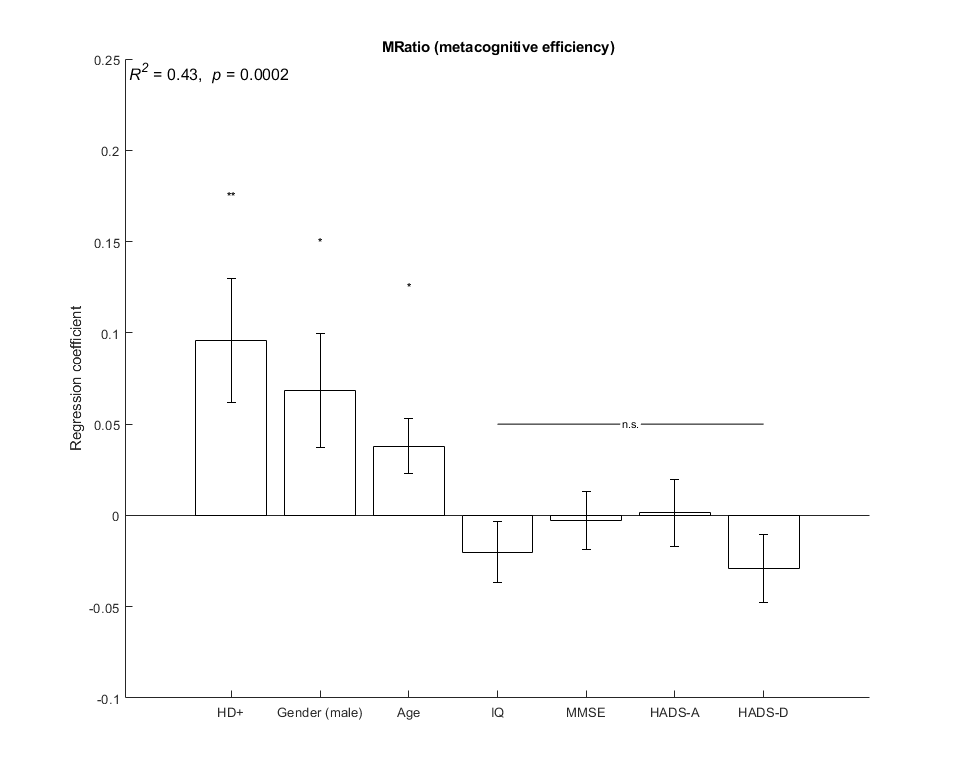 MRatio (metacognitive efficiency)
R² = 0.43, p = 0.0002
Regression coefficient
0.25
0.2
0.15
0.1
0.05
0
-0.05
-0.1
**
*
*
n.s.
HD+ Gender (male) Age IQ MMSE HADS-A HADS-D